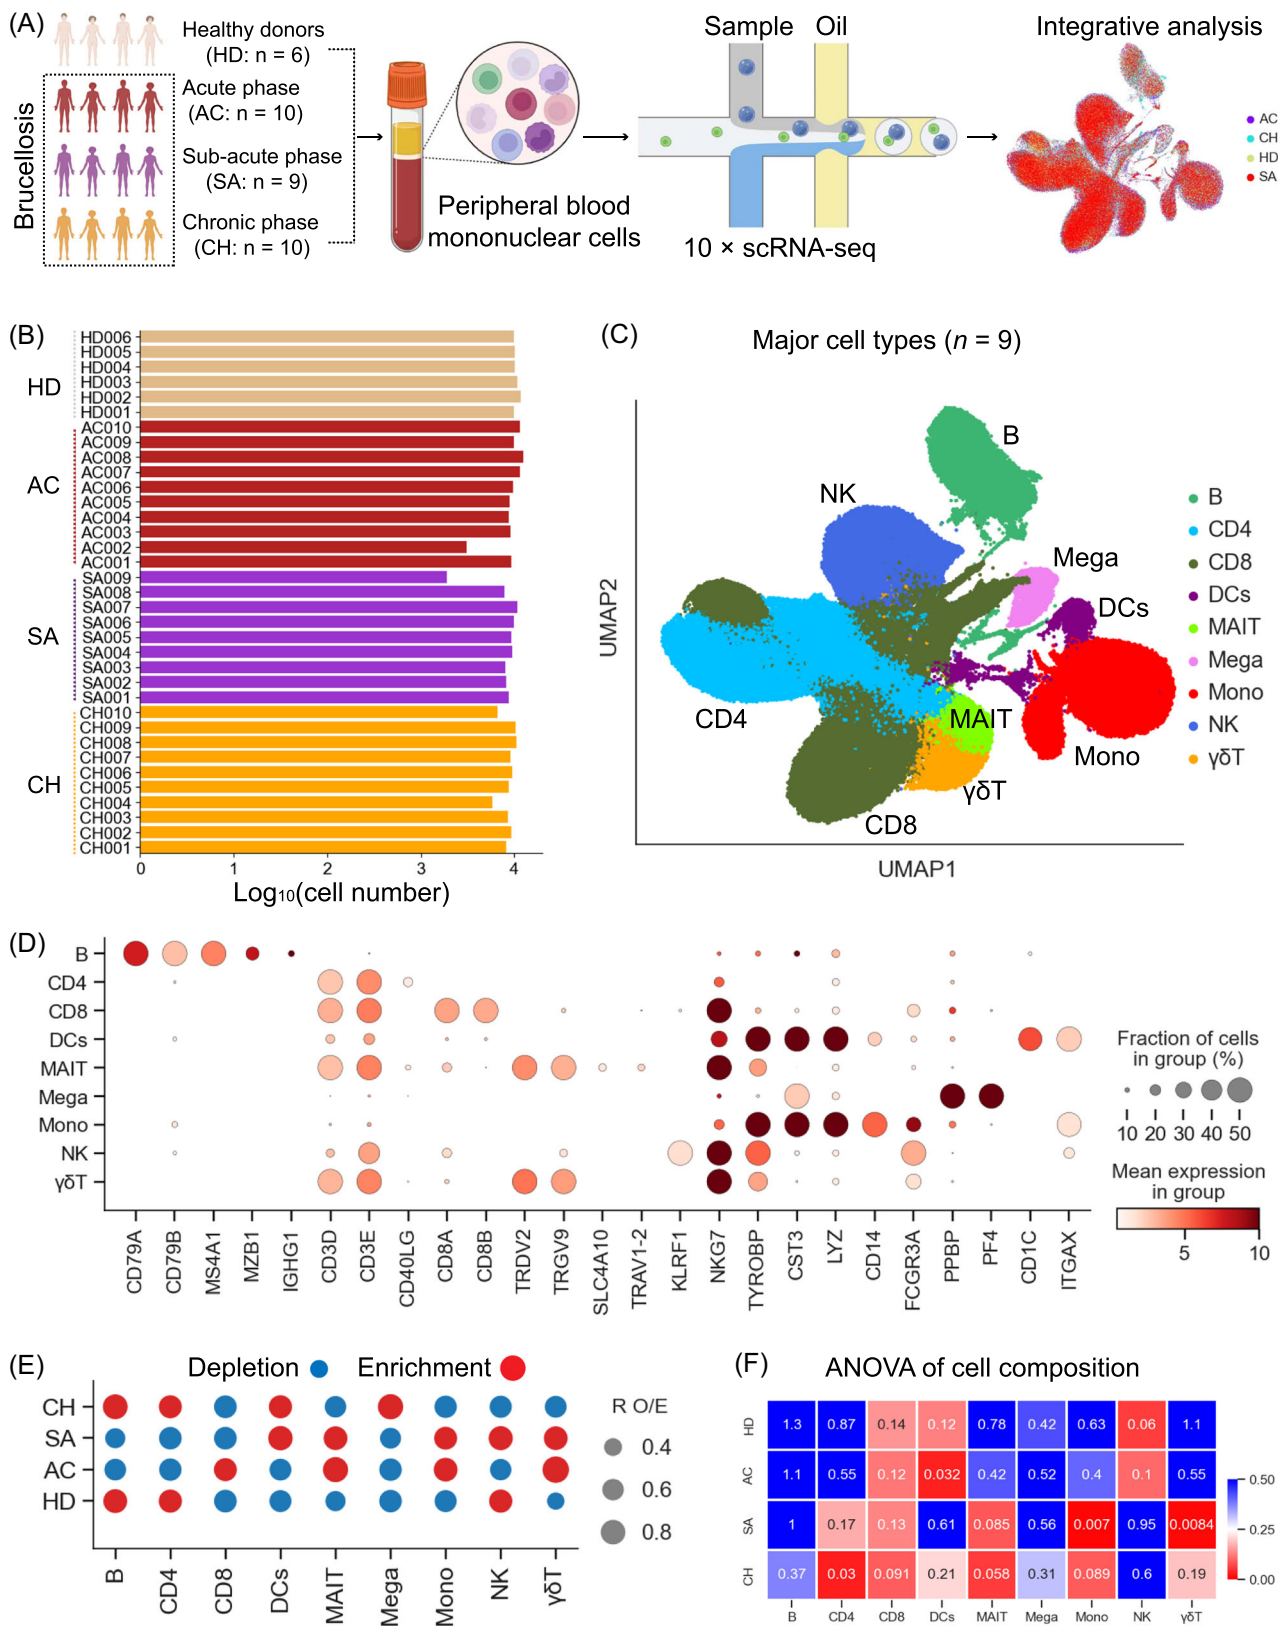 (A)
Brucellosis
Healthy donors
(HD: n = 6)
Acute phase
(AC: n = 10)
Sub-acute phase
(SA: n = 9)
Chronic phase
(CH: n = 10)
Peripheral blood
mononuclear cells
Sample Oil
10 × scRNA-seq
Integrative analysis
AC
CH
HD
SA
(B)
HD
AC
SA
CH
HD006
HD005
HD004
HD003
HD002
HD001
AC010
AC009
AC008
AC007
AC006
AC005
AC004
AC003
AC002
AC001
SA009
SA008
SA007
SA006
SA005
SA004
SA003
SA002
SA001
CH010
CH009
CH008
CH007
CH006
CH005
CH004
CH003
CH002
CH001
0 1 2 3 4
Log₁₀(cell number)
(C)
Major cell types (n = 9)
UMAP2
UMAP1
B
NK
Mega
DCs
CD4
MAIT
Mono
γδT
CD8
B
CD4
CD8
DCs
MAIT
Mega
Mono
NK
γδT
(D)
B
CD4
CD8
DCs
MAIT
Mega
Mono
NK
γδT
CD79A CD79B MS4A1 MZB1 IGHG1 CD3D CD3E CD40LG CD8A CD8B TRDV2 TRGV9 SLC4A10 TRAV1-2 KLRF1 NKG7 TYROBP CST3 LYZ CD14 FCGR3A PPBP PF4 CD1C ITGAX
Fraction of cells
in group (%)
10 20 30 40 50
Mean expression
in group
5 10
(E)
Depletion Enrichment
CH
SA
AC
HD
B CD4 CD8 DCs MAIT Mega Mono NK γδT
R O/E
0.4
0.6
0.8
(F)
ANOVA of cell composition
HD 1.3 0.87 0.14 0.12 0.78 0.42 0.63 0.06 1.1
AC 1.1 0.55 0.12 0.032 0.42 0.52 0.4 0.1 0.55
SA 1 0.17 0.13 0.61 0.085 0.56 0.007 0.95 0.0084
CH 0.37 0.03 0.091 0.21 0.058 0.31 0.089 0.6 0.19
B CD4 CD8 DCs MAIT Mega Mono NK γδT
0.50
0.25
0.00